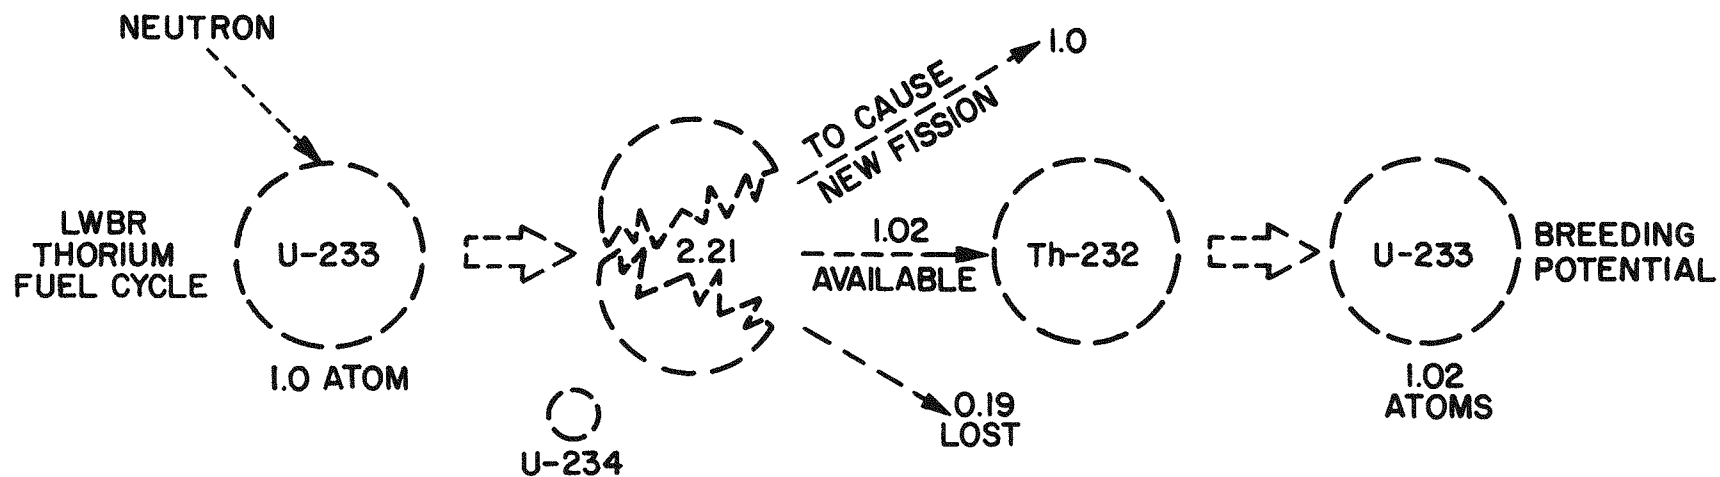 NEUTRON
LWBR
THORIUM
FUEL CYCLE
U-233
1.0 ATOM
U-234
2.21
TO CAUSE
NEW FISSION
1.0
1.02
AVAILABLE
0.19
LOST
Th-232
U-233
1.02
ATOMS
BREEDING
POTENTIAL